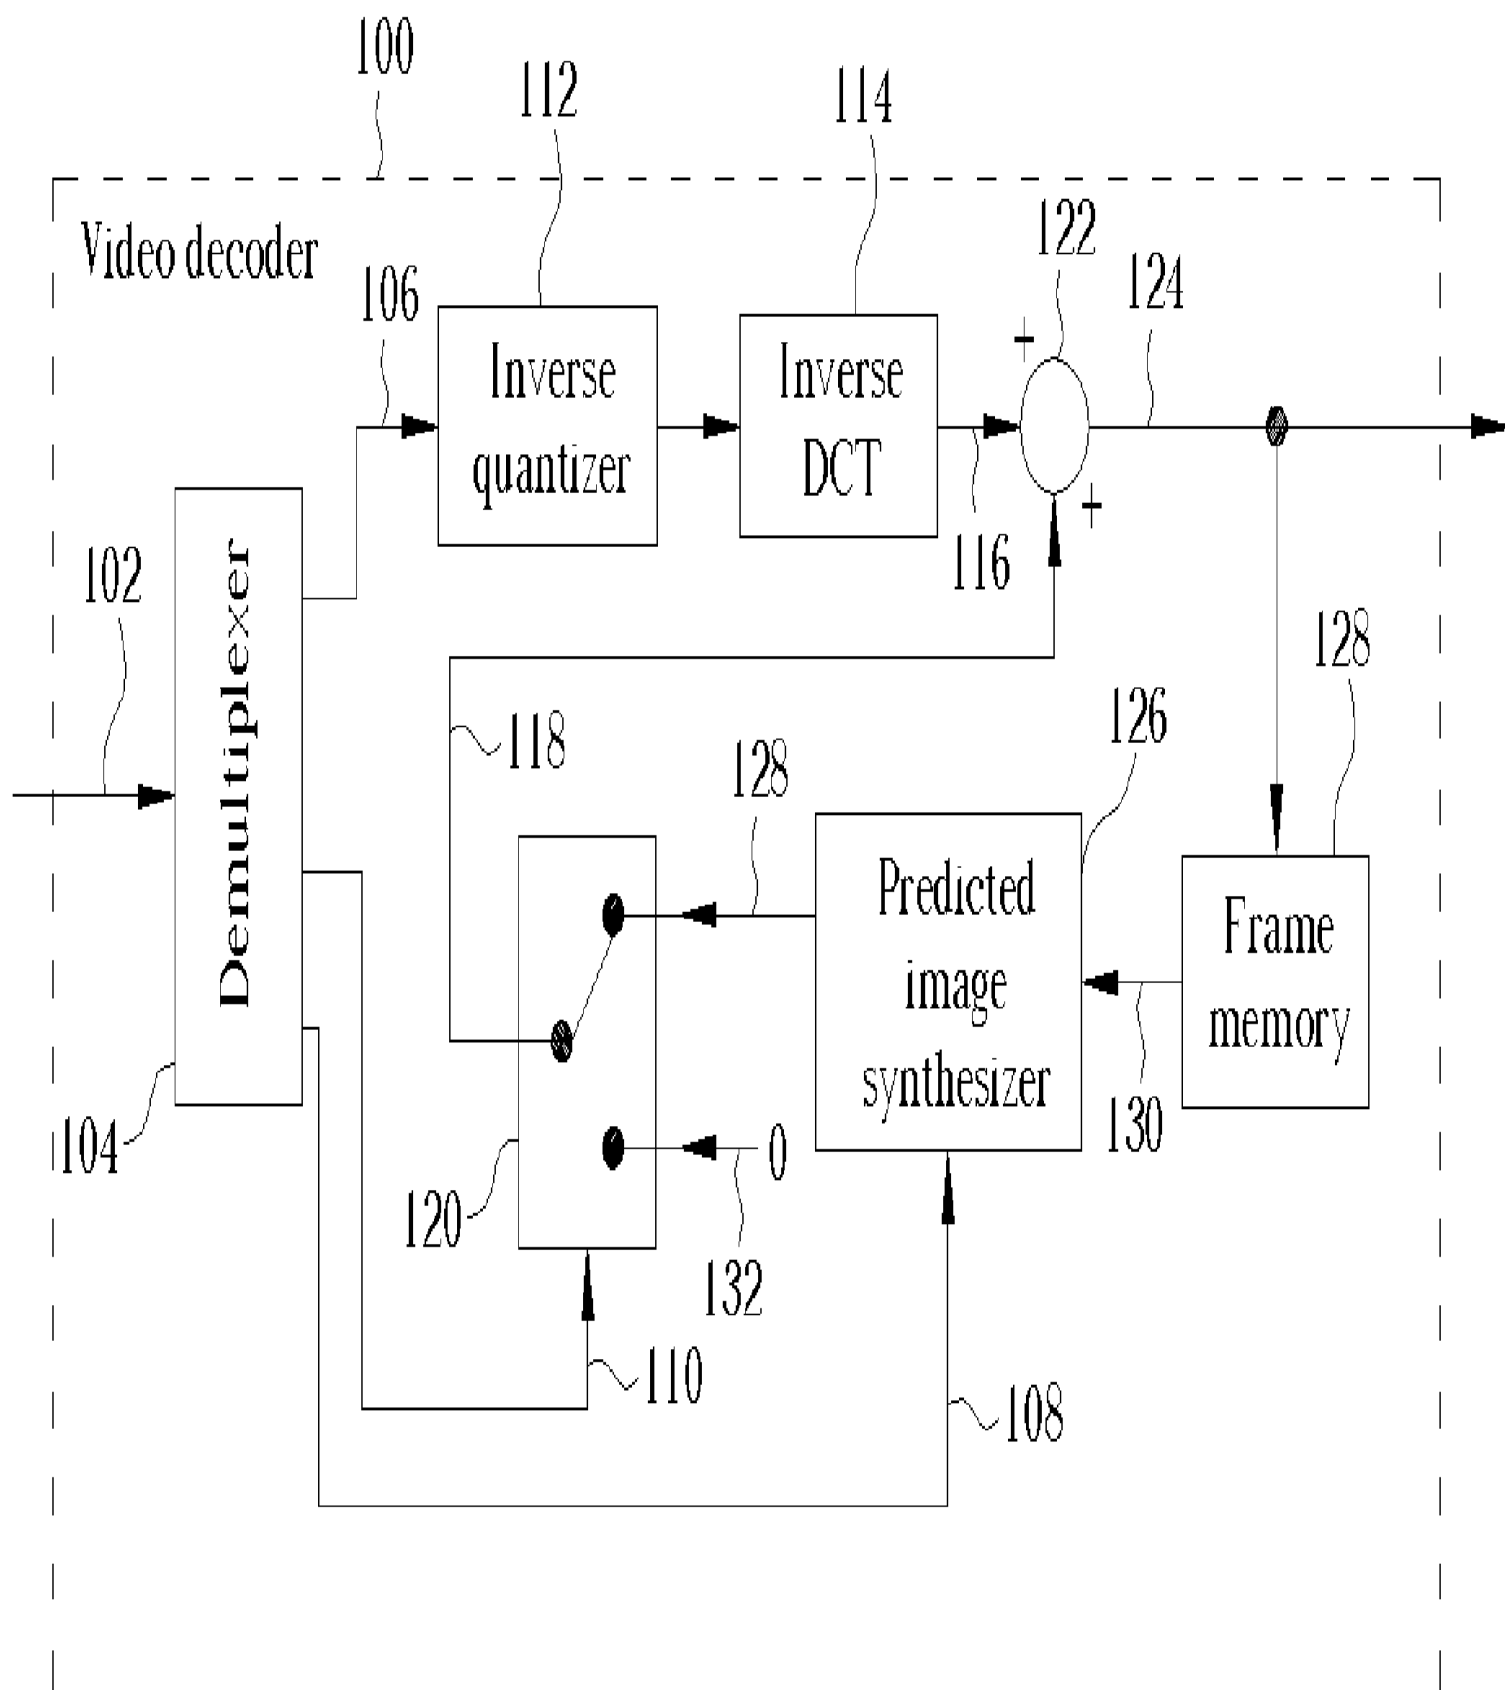 100
112
114
122
124
Video decoder
106
Inverse
quantizer
Inverse
DCT
+
+
116
102
Demultiplexer
104
118
128
126
128
Predicted
image
synthesizer
Frame
memory
130
120
0
132
110
108